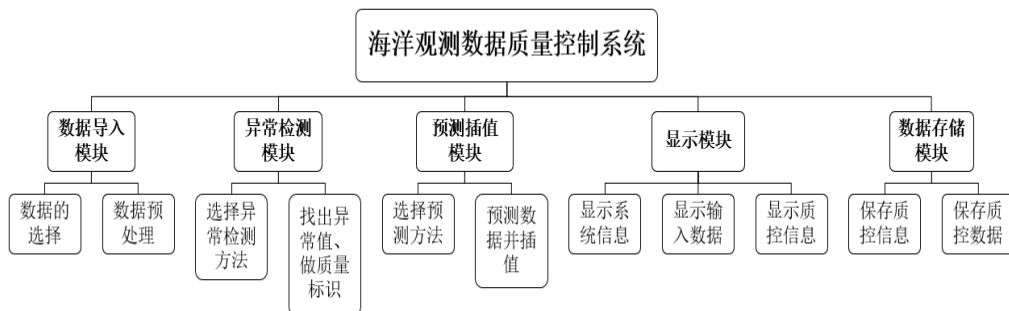 海洋观测数据质量控制系统
数据导入
模块
异常检测
模块
预测插值
模块
显示模块
数据存储
模块
数据的
选择
数据预
处理
选择异
常检测
方法
找出异
常值、
做质量
标识
选择预
测方法
预测数
据并插
值
显示系
统信息
显示输
入数据
显示质
控信息
保存质
控信息
保存质
控数据